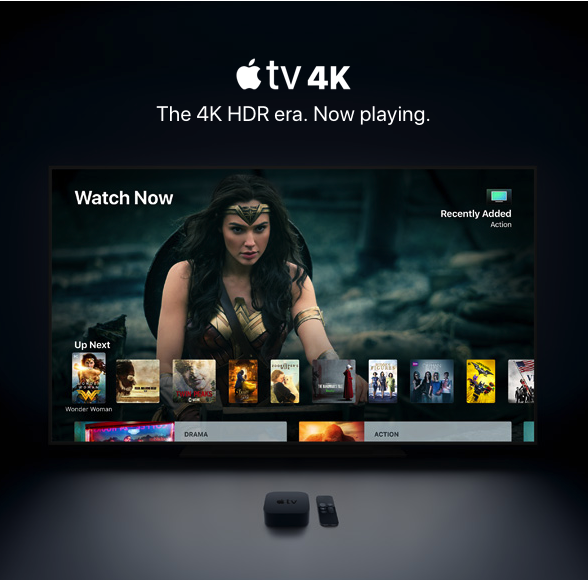 tv 4K
The 4K HDR era. Now playing.
Watch Now
Recently Added
Action
Up Next
Wonder Woman
DRAMA
ACTION
tv